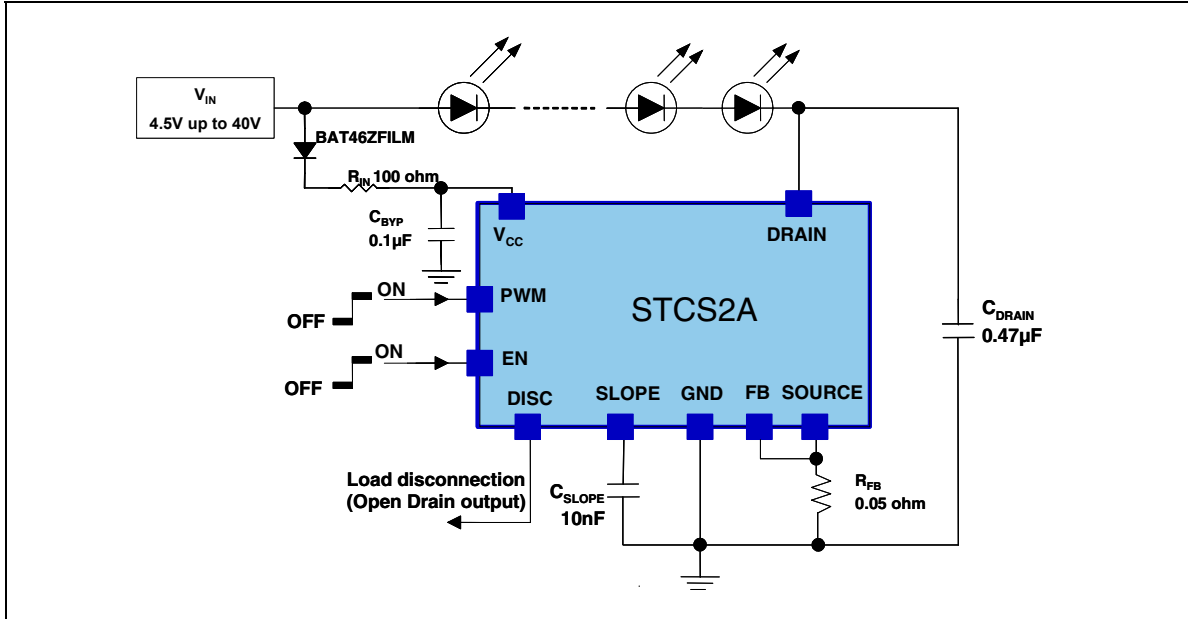 V_IN
4.5V up to 40V
BAT46ZFILM
R_IN 100 ohm
C_BYP
0.1µF
V_CC
DRAIN
ON
PWM
OFF
STCS2A
C_DRAIN
0.47µF
ON
EN
OFF
DISC
SLOPE
GND
FB
SOURCE
Load disconnection
(Open Drain output)
C_SLOPE
10nF
R_FB
0.05 ohm